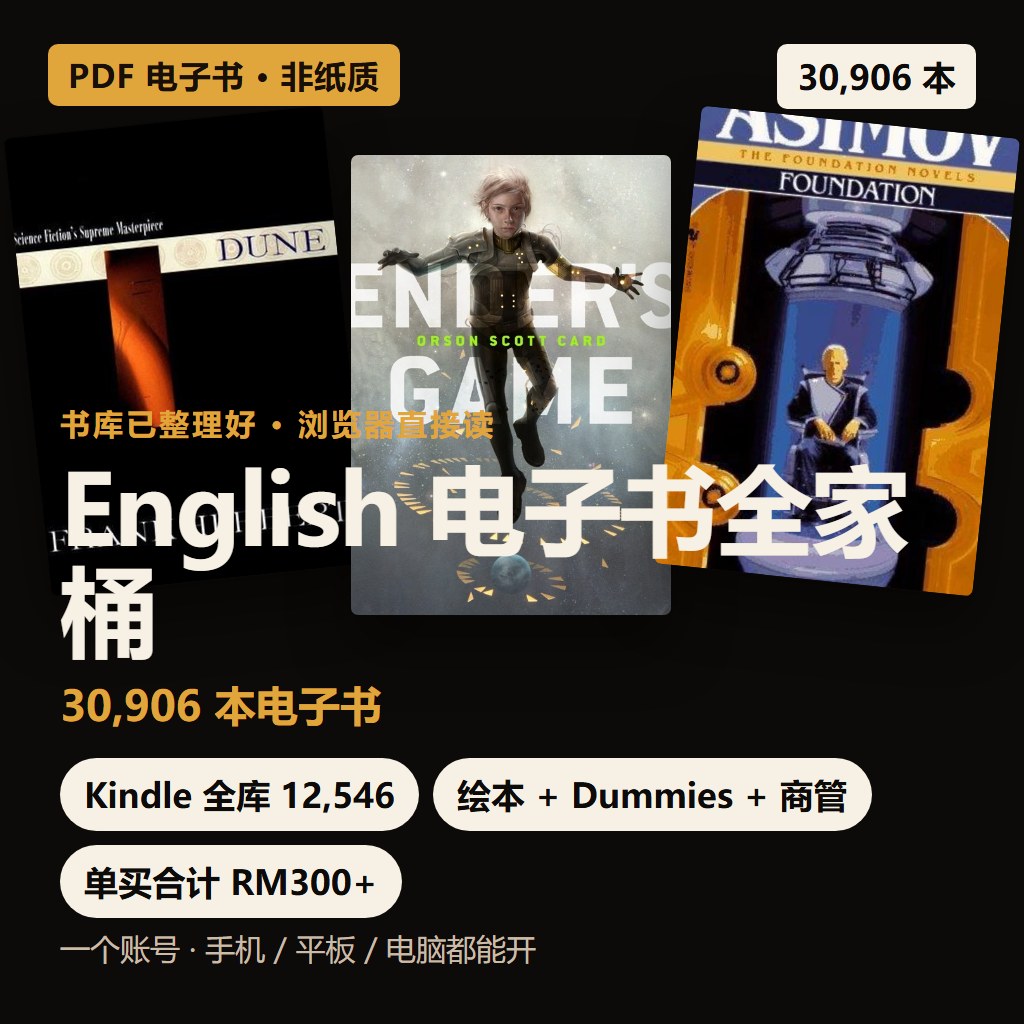 PDF 电子书 · 非纸质
30,906 本
Science Fiction's Supreme Masterpiece
DUNE
ENDER'S
ORSON SCOTT CARD
GAME
ASIMOV
THE FOUNDATION NOVELS
FOUNDATION
书库已整理好 · 浏览器直接读
FRANK HERBERT
English 电子书全家
桶
30,906 本电子书
Kindle 全库 12,546
绘本 + Dummies + 商管
单买合计 RM300+
一个账号 · 手机 / 平板 / 电脑都能开